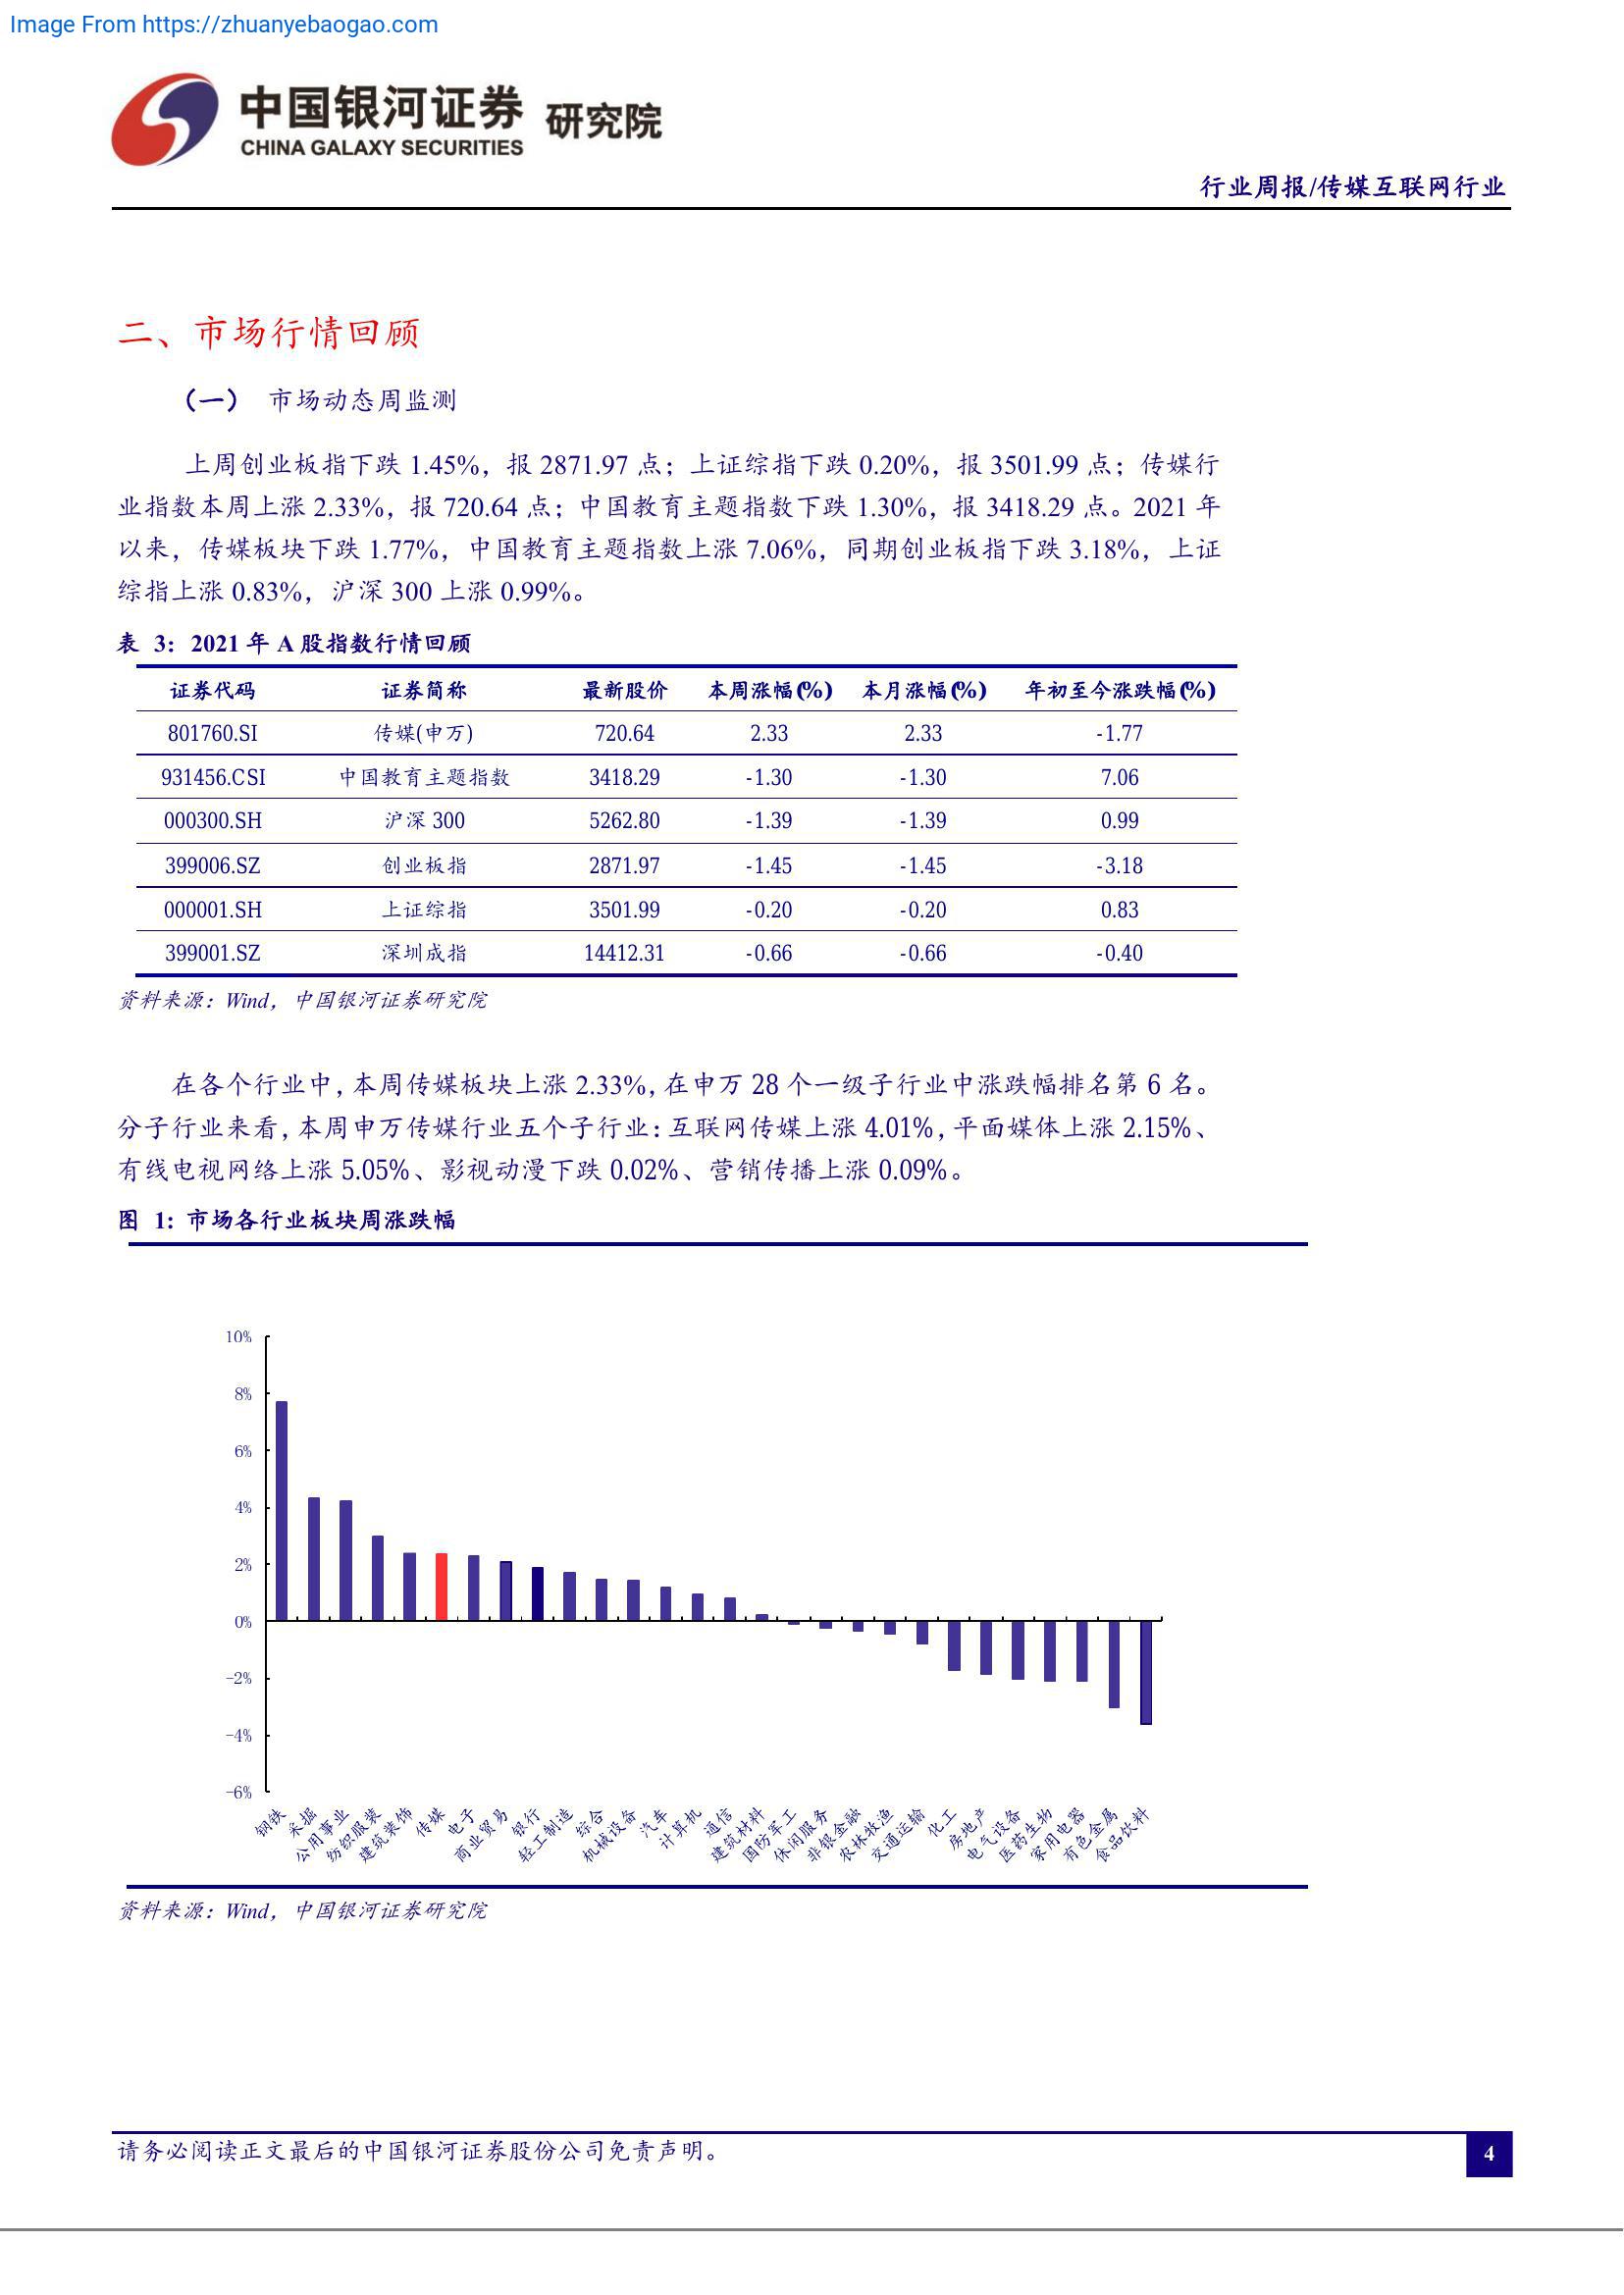 Image From https://zhuanyebaogao.com
中国银河证券 研究院
CHINA GALAXY SECURITIES
行业周报/传媒互联网行业
二、市场行情回顾
（一） 市场动态周监测
上周创业板指下跌 1.45%，报 2871.97 点；上证综指下跌 0.20%，报 3501.99 点；传媒行
业指数本周上涨 2.33%，报 720.64 点；中国教育主题指数下跌 1.30%，报 3418.29 点。2021 年
以来，传媒板块下跌 1.77%，中国教育主题指数上涨 7.06%，同期创业板指下跌 3.18%，上证
综指上涨 0.83%，沪深 300 上涨 0.99%。
表 3：2021 年 A 股指数行情回顾
证券代码 证券简称 最新股价 本周涨幅(%) 本月涨幅(%) 年初至今涨跌幅(%)
801760.SI 传媒(申万) 720.64 2.33 2.33 -1.77
931456.CSI 中国教育主题指数 3418.29 -1.30 -1.30 7.06
000300.SH 沪深 300 5262.80 -1.39 -1.39 0.99
399006.SZ 创业板指 2871.97 -1.45 -1.45 -3.18
000001.SH 上证综指 3501.99 -0.20 -0.20 0.83
399001.SZ 深圳成指 14412.31 -0.66 -0.66 -0.40
资料来源：Wind，中国银河证券研究院
在各个行业中，本周传媒板块上涨 2.33%，在申万 28 个一级子行业中涨跌幅排名第 6 名。
分子行业来看，本周申万传媒行业五个子行业：互联网传媒上涨 4.01%，平面媒体上涨 2.15%、
有线电视网络上涨 5.05%、影视动漫下跌 0.02%、营销传播上涨 0.09%。
图 1：市场各行业板块周涨跌幅
10%
8%
6%
4%
2%
0%
-2%
-4%
-6%
钢铁 采掘 公用事业 纺织服装 建筑装饰 传媒 电子 商业贸易 银行 轻工制造 综合 机械设备 汽车 计算机 通信 建筑材料 国防军工 休闲服务 非银金融 农林牧渔 交通运输 化工 房地产 电气设备 医药生物 家用电器 有色金属 食品饮料
资料来源：Wind，中国银河证券研究院
请务必阅读正文最后的中国银河证券股份公司免责声明。
4